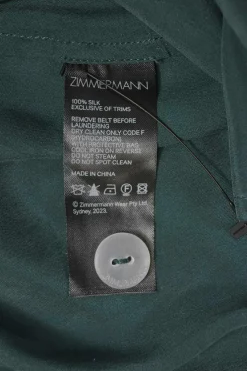 ZIMMERMANN
100% SILK
EXCLUSIVE OF TRIMS
REMOVE BELT BEFORE
LAUNDERING
DRY CLEAN ONLY CODE F
(HYDROCARBON)
WITH PROTECTIVE BAG
COOL IRON ON REVERSE
DO NOT STEAM
DO NOT SPOT CLEAN
MADE IN CHINA
© Zimmermann Wear Pty Ltd.
Sydney, 2023.